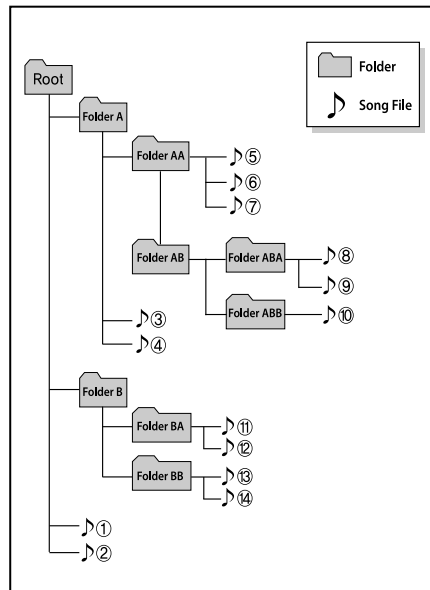 Root
Folder
Song File
Folder A
Folder AA
♪⑤
♪⑥
♪⑦
Folder AB
Folder ABA
♪⑧
♪⑨
Folder ABB
♪⑩
♪③
♪④
Folder B
Folder BA
♪⑪
♪⑫
Folder BB
♪⑬
♪⑭
♪①
♪②